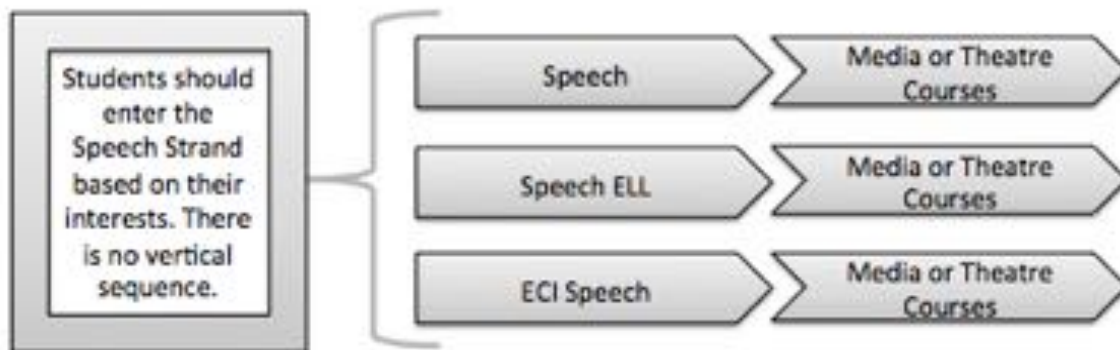 Students should
enter the
Speech Strand
based on their
interests. There
is no vertical
sequence.
Speech
Media or Theatre
Courses
Speech ELL
Media or Theatre
Courses
ECI Speech
Media or Theatre
Courses